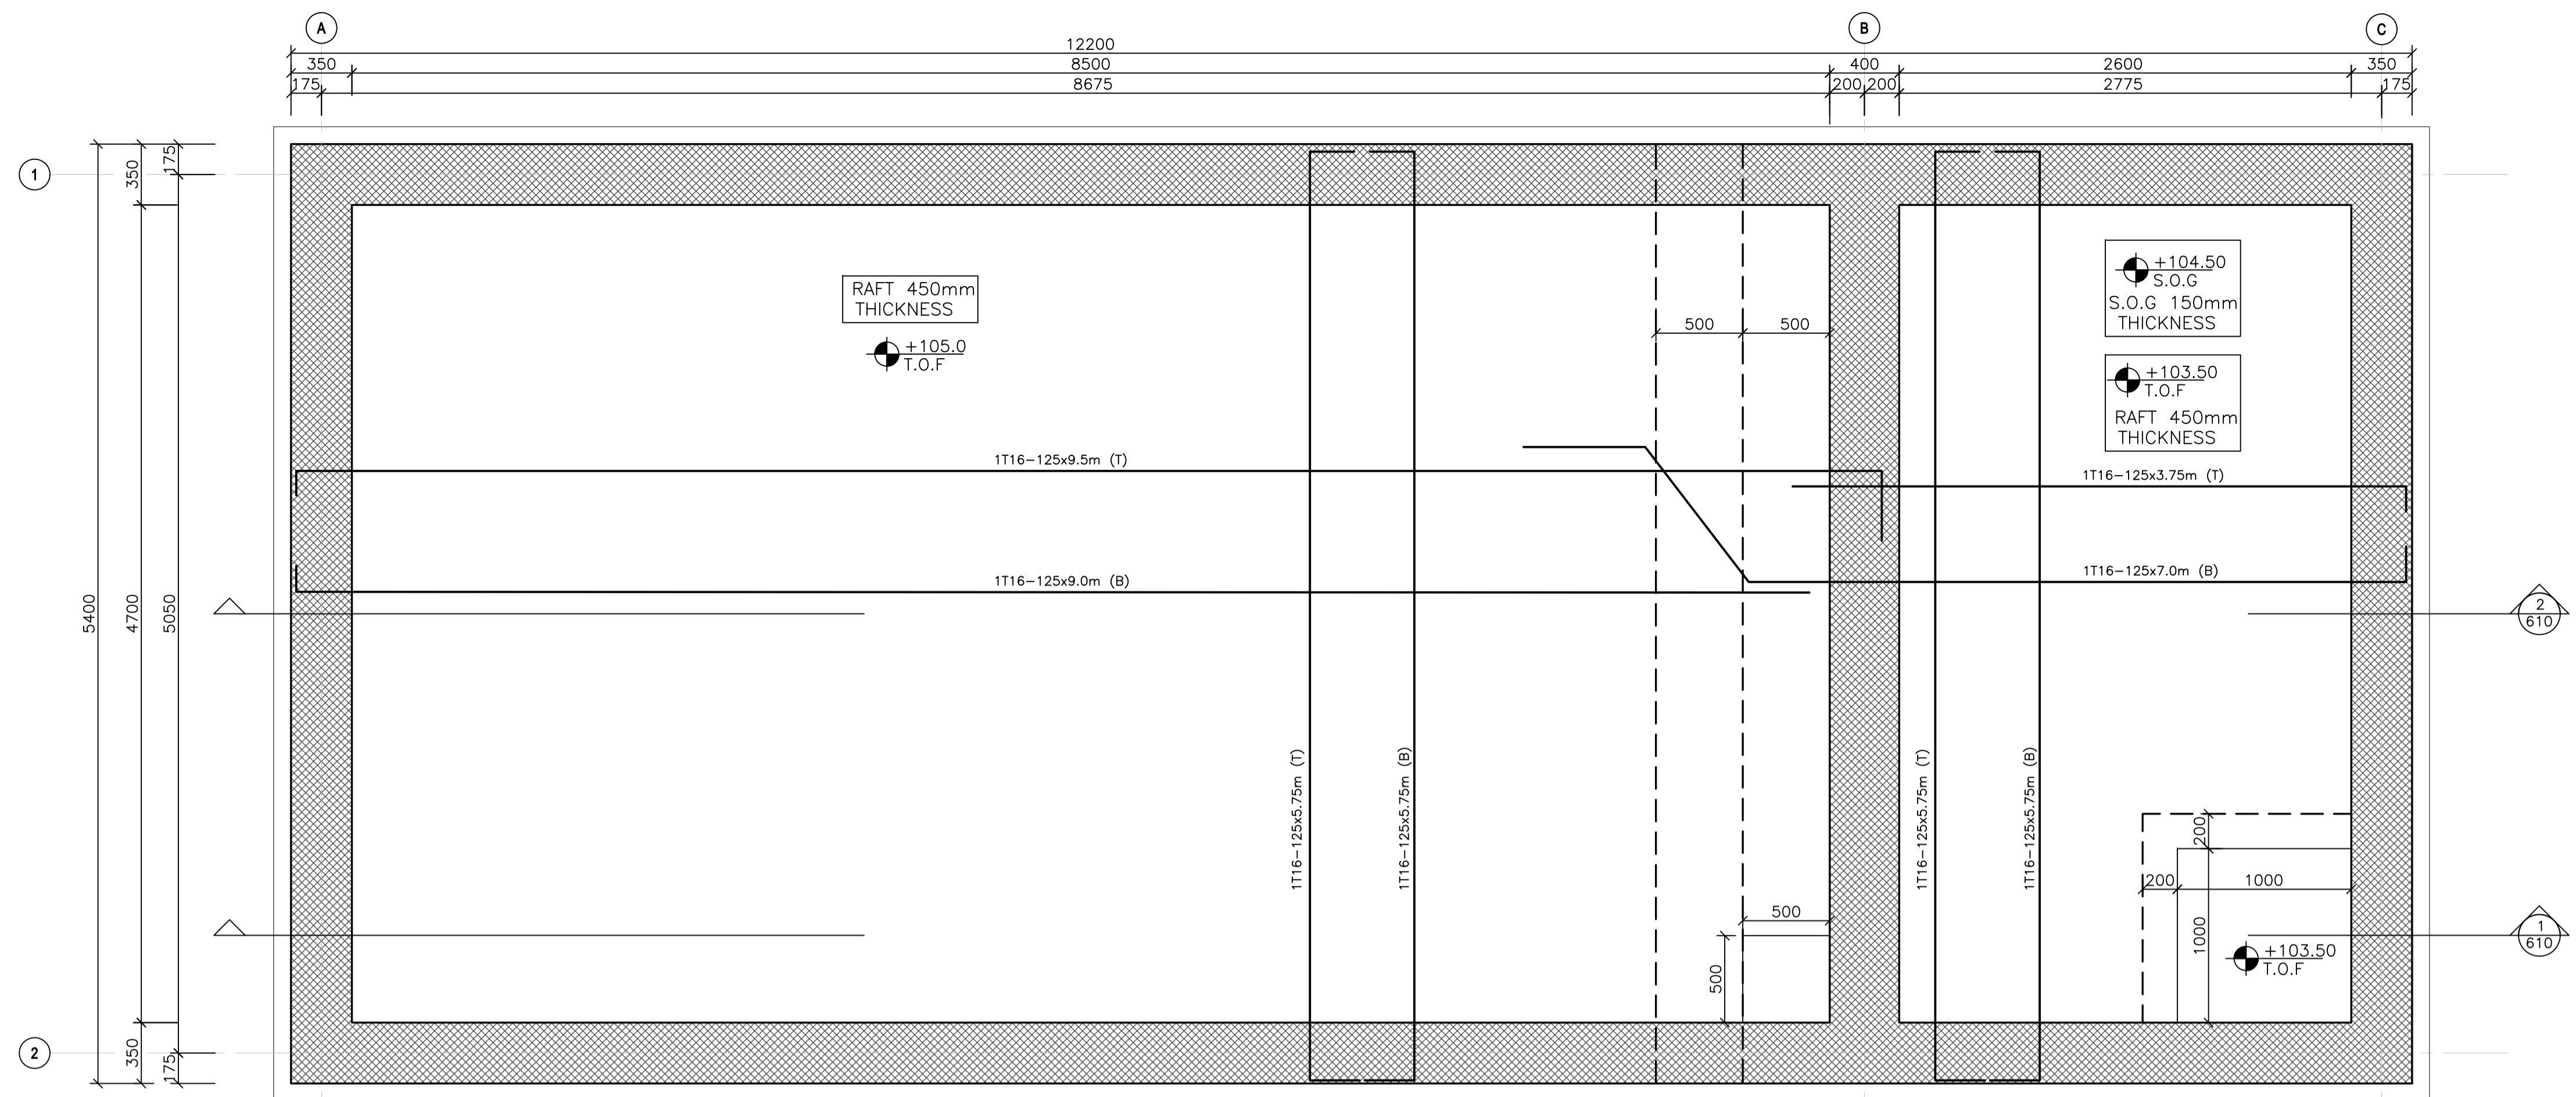 A
B
C
12200
350
8500
400
2600
350
175
8675
200
200
2775
175
1
175
350
5400
4700
5050
350
175
2
RAFT 450mm
THICKNESS
+105.0
T.O.F
500
500
+104.50
S.O.G
S.O.G 150mm
THICKNESS
+103.50
T.O.F
RAFT 450mm
THICKNESS
1T16-125x9.5m (T)
1T16-125x3.75m (T)
1T16-125x9.0m (B)
1T16-125x7.0m (B)
2
610
1T16-125x5.75m (T)
1T16-125x5.75m (B)
1T16-125x5.75m (T)
1T16-125x5.75m (B)
200
200
1000
1000
500
500
+103.50
T.O.F
1
610